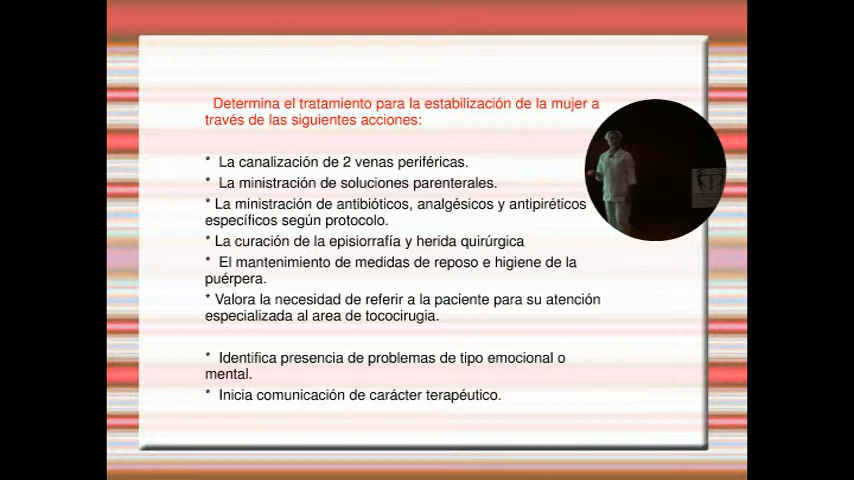 Determina el tratamiento para la estabilización de la mujer a
través de las siguientes acciones:
* La canalización de 2 venas periféricas.
* La ministración de soluciones parenterales.
* La ministración de antibióticos, analgésicos y antipiréticos
específicos según protocolo.
* La curación de la episiorrafía y herida quirúrgica
* El mantenimiento de medidas de reposo e higiene de la
puérpera.
* Valora la necesidad de referir a la paciente para su atención
especializada al area de tococirugia.
* Identifica presencia de problemas de tipo emocional o
mental.
* Inicia comunicación de carácter terapéutico.